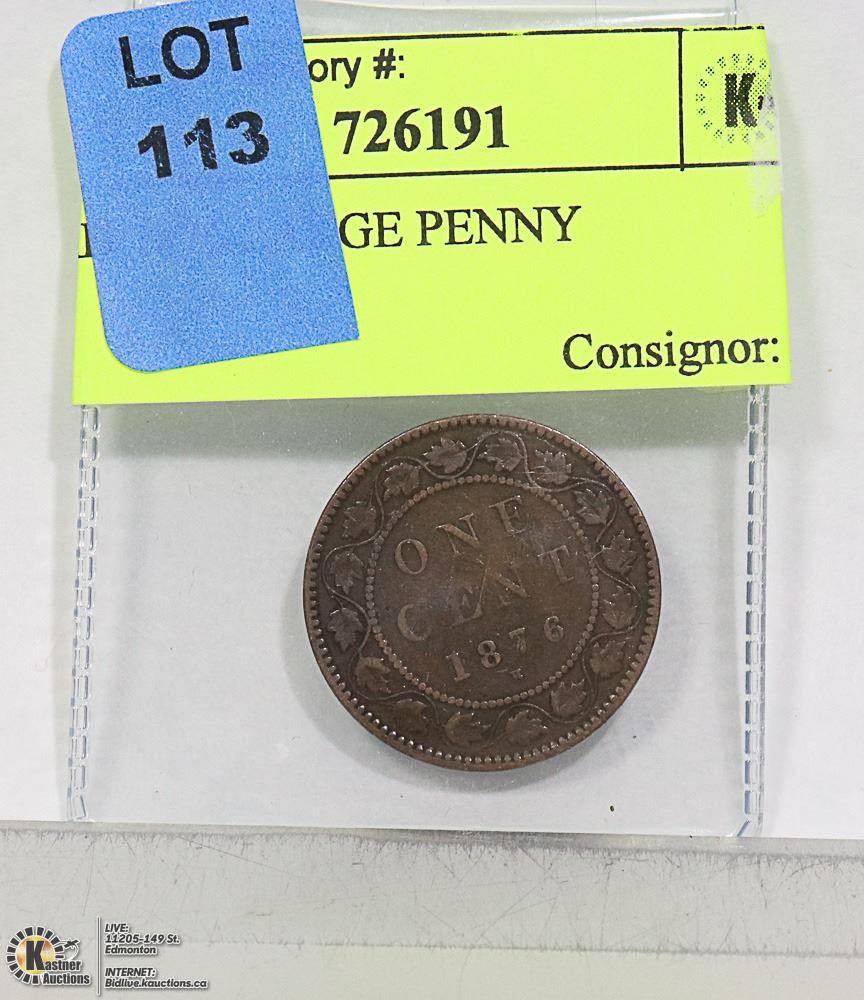 LOT
113
ory #:
726191
K
GE PENNY
Consignor:
ONE
CENT
1876
H
Kastner
Auctions
LIVE:
11205-149 St.
Edmonton
INTERNET:
Bidlive.kauctions.ca